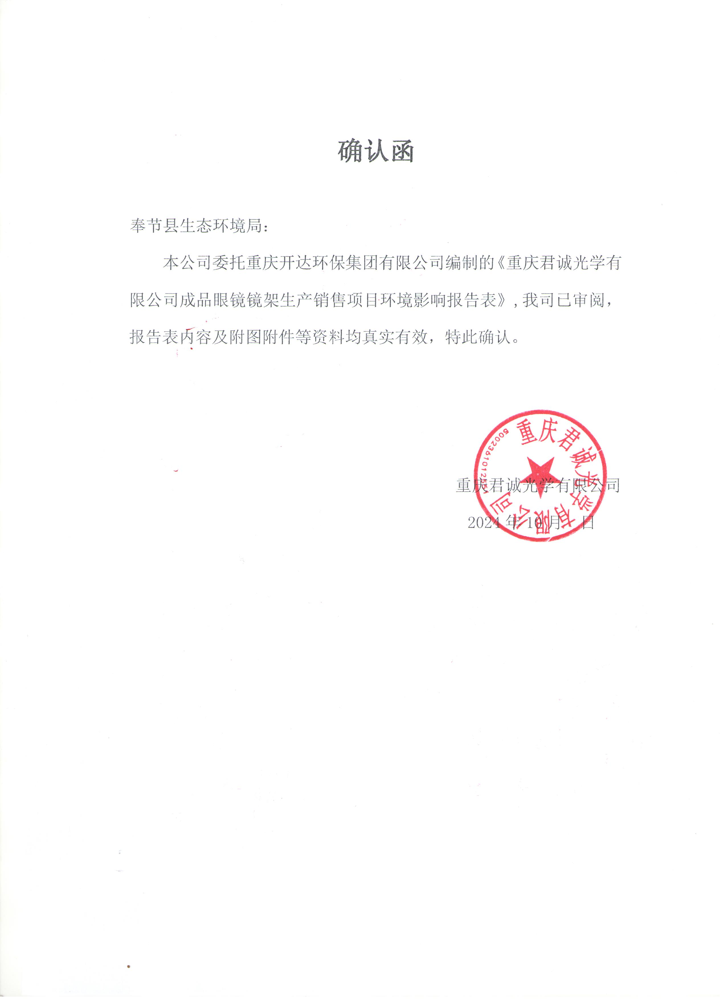 确认函
奉节县生态环境局：
本公司委托重庆开达环保集团有限公司编制的《重庆君诚光学有
限公司成品眼镜镜架生产销售项目环境影响报告表》,我司已审阅，
报告表内容及附图附件等资料均真实有效，特此确认。
重庆君诚光学有限公司
5002361012551
重庆君诚光学有限公司
2024年10月 日